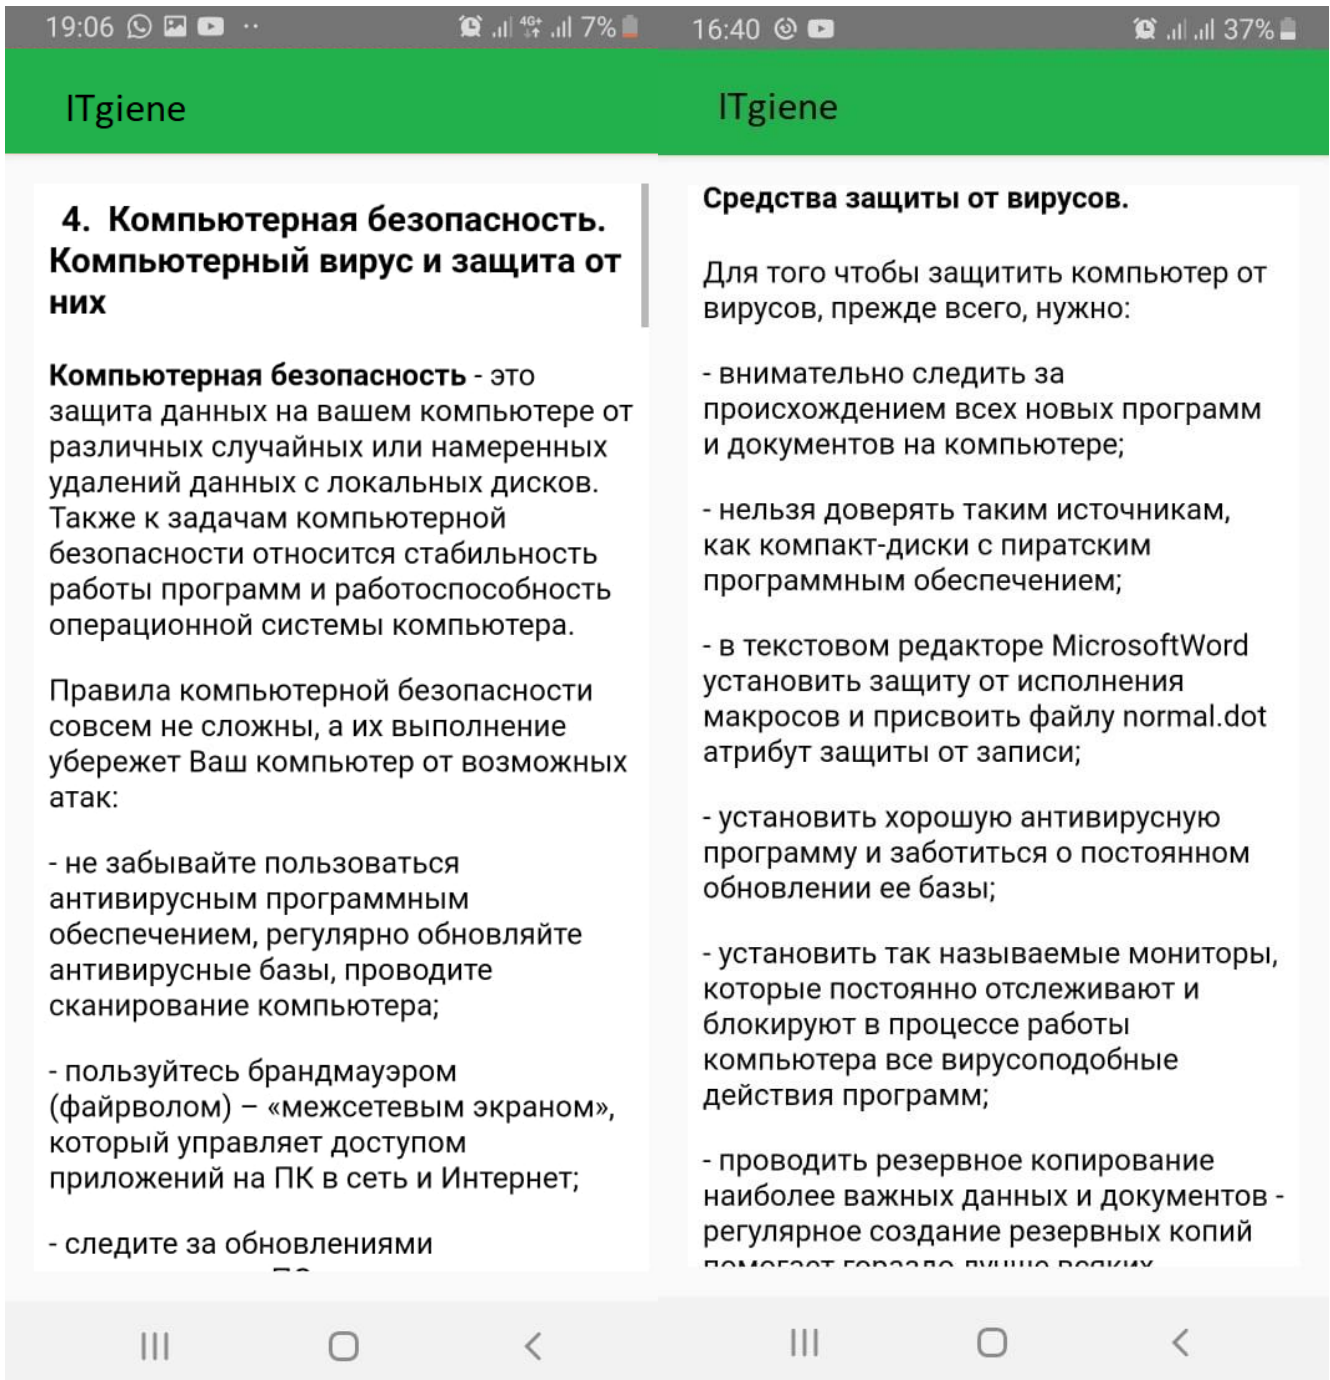 19:06
4G+
7%
ITgiene
4. Компьютерная безопасность.
Компьютерный вирус и защита от
них
Компьютерная безопасность - это
защита данных на вашем компьютере от
различных случайных или намеренных
удалений данных с локальных дисков.
Также к задачам компьютерной
безопасности относится стабильность
работы программ и работоспособность
операционной системы компьютера.
Правила компьютерной безопасности
совсем не сложны, а их выполнение
убережет Ваш компьютер от возможных
атак:
- не забывайте пользоваться
антивирусным программным
обеспечением, регулярно обновляйте
антивирусные базы, проводите
сканирование компьютера;
- пользуйтесь брандмауэром
(файрволом) – «межсетевым экраном»,
который управляет доступом
приложений на ПК в сеть и Интернет;
- следите за обновлениями
16:40
37%
ITgiene
Средства защиты от вирусов.
Для того чтобы защитить компьютер от
вирусов, прежде всего, нужно:
- внимательно следить за
происхождением всех новых программ
и документов на компьютере;
- нельзя доверять таким источникам,
как компакт-диски с пиратским
программным обеспечением;
- в текстовом редакторе MicrosoftWord
установить защиту от исполнения
макросов и присвоить файлу normal.dot
атрибут защиты от записи;
- установить хорошую антивирусную
программу и заботиться о постоянном
обновлении ее базы;
- установить так называемые мониторы,
которые постоянно отслеживают и
блокируют в процессе работы
компьютера все вирусоподобные
действия программ;
- проводить резервное копирование
наиболее важных данных и документов -
регулярное создание резервных копий
помогает гораздо лучше всяких